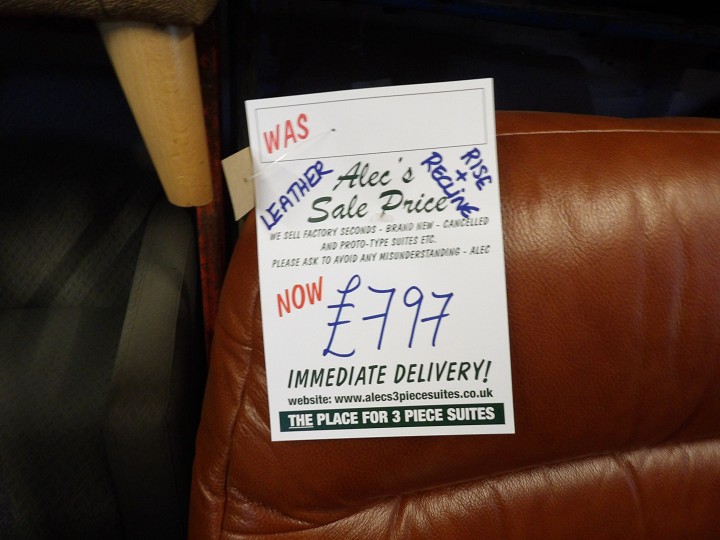 WAS
LEATHER
RISE
+
RECLINE
Alec's
Sale Price
WE SELL FACTORY SECONDS - BRAND NEW - CANCELLED
AND PROTO-TYPE SUITES ETC.
PLEASE ASK TO AVOID ANY MISUNDERSTANDING - ALEC
NOW
£797
IMMEDIATE DELIVERY!
website: www.alecs3piecesuites.co.uk
THE PLACE FOR 3 PIECE SUITES